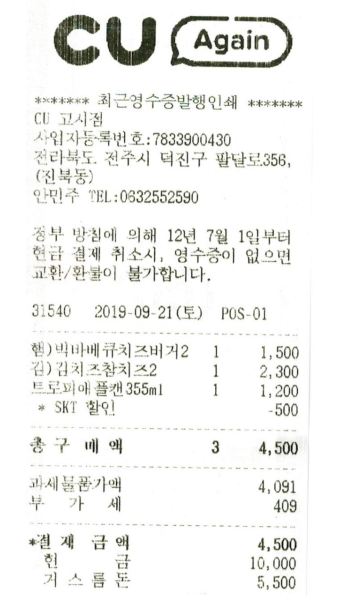 CU Again
******* 최근영수증발행인쇄 *******
CU 고시점
사업자등록번호:7833900430
전라북도 전주시 덕진구 팔달로356,
(진북동)
안민주 TEL:0632552590
정부 방침에 의해 12년 7월 1일부터
현금 결제 취소시, 영수증이 없으면
교환/환불이 불가합니다.
31540 2019-09-21(토) POS-01
햄)빅바베큐치즈버거2 1 1,500
김)김치즈참치즈2 1 2,300
트로피애플캔355ml 1 1,200
* SKT 할인 -500
총 구 매 액 3 4,500
과세물품가액 4,091
부 가 세 409
*결 제 금 액 4,500
현 금 10,000
거 스 름 돈 5,500